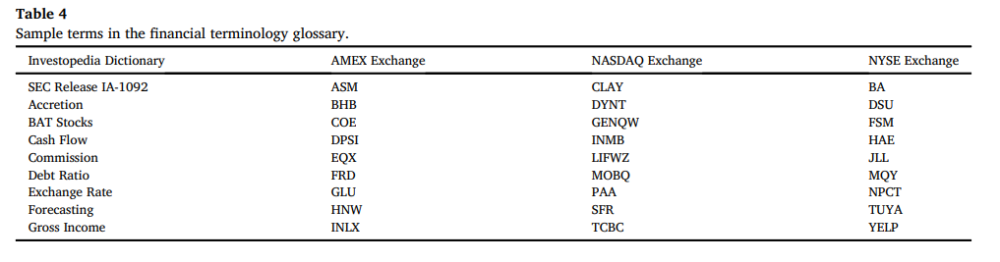 Table 4
Sample terms in the financial terminology glossary.
Investopedia Dictionary AMEX Exchange NASDAQ Exchange NYSE Exchange
SEC Release IA-1092 ASM CLAY BA
Accretion BHB DYNT DSU
BAT Stocks COE GENQW FSM
Cash Flow DPSI INMB HAE
Commission EQX LIFWZ JLL
Debt Ratio FRD MOBQ MQY
Exchange Rate GLU PAA NPCT
Forecasting HNW SFR TUYA
Gross Income INLX TCBC YELP